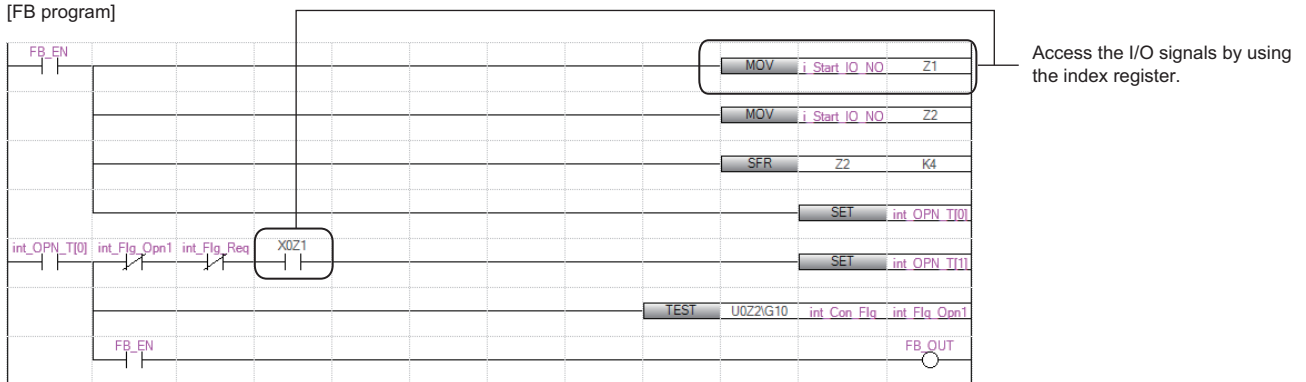 [FB program]
FB_EN
MOV i_Start_IO_NO Z1
Access the I/O signals by using
the index register.
MOV i_Start_IO_NO Z2
SFR Z2 K4
SET int_OPN_T[0]
int_OPN_T[0] int_Flg_Opn1 int_Flg_Req X0Z1
SET int_OPN_T[1]
TEST U0Z2\G10 int_Con_Flg int_Flg_Opn1
FB_EN FB_OUT